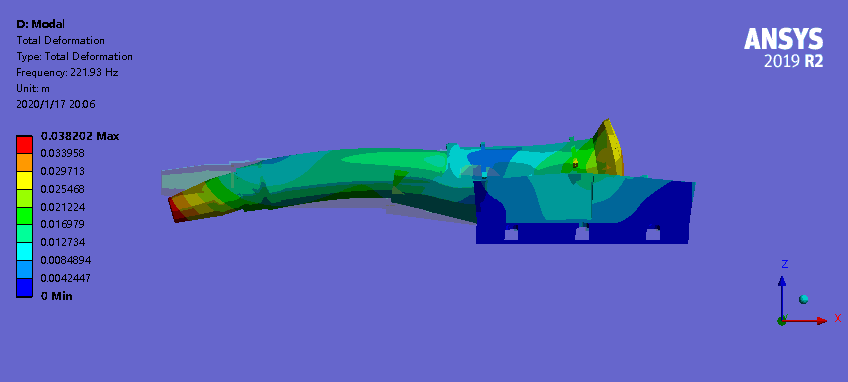 D: Modal
Total Deformation
Type: Total Deformation
Frequency: 221.93 Hz
Unit: m
2020/1/17 20:06
ANSYS
2019 R2
0.038202 Max
0.033958
0.029713
0.025468
0.021224
0.016979
0.012734
0.0084894
0.0042447
0 Min
Z
Y
X